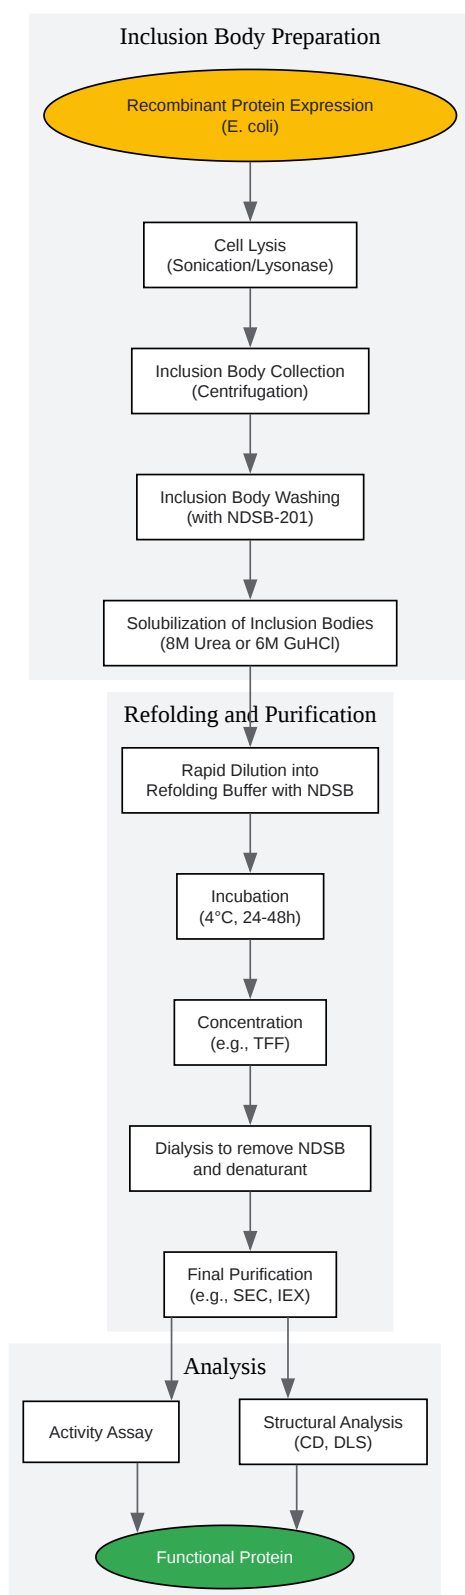 Inclusion Body Preparation
Recombinant Protein Expression
(E. coli)
Cell Lysis
(Sonication/Lysonase)
Inclusion Body Collection
(Centrifugation)
Inclusion Body Washing
(with NDSB-201)
Solubilization of Inclusion Bodies
(8M Urea or 6M GuHCl)
Refolding and Purification
Rapid Dilution into
Refolding Buffer with NDSB
Incubation
(4°C, 24-48h)
Concentration
(e.g., TFF)
Dialysis to remove NDSB
and denaturant
Final Purification
(e.g., SEC, IEX)
Analysis
Activity Assay
Structural Analysis
(CD, DLS)
Functional Protein